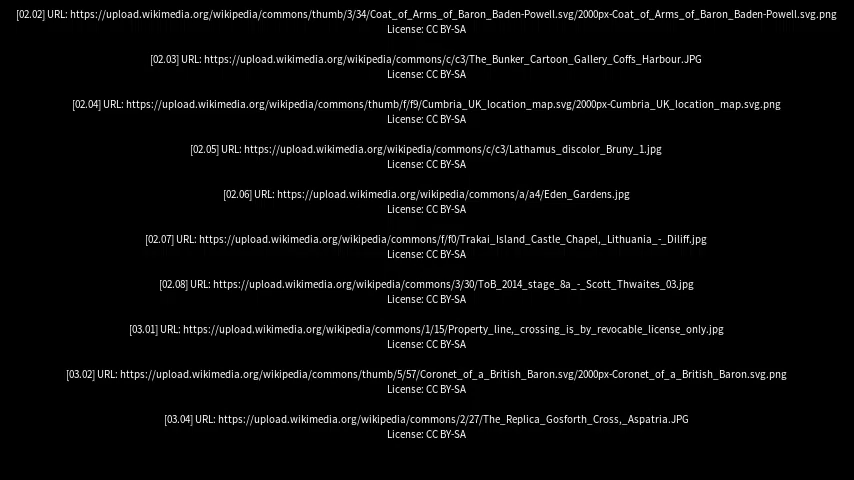 [02.02] URL: https://upload.wikimedia.org/wikipedia/commons/thumb/3/34/Coat_of_Arms_of_Baron_Baden-Powell.svg/2000px-Coat_of_Arms_of_Baron_Baden-Powell.svg.png
License: CC BY-SA
[02.03] URL: https://upload.wikimedia.org/wikipedia/commons/c/c3/The_Bunker_Cartoon_Gallery_Coffs_Harbour.JPG
License: CC BY-SA
[02.04] URL: https://upload.wikimedia.org/wikipedia/commons/thumb/f/f9/Cumbria_UK_location_map.svg/2000px-Cumbria_UK_location_map.svg.png
License: CC BY-SA
[02.05] URL: https://upload.wikimedia.org/wikipedia/commons/c/c3/Lathamus_discolor_Bruny_1.jpg
License: CC BY-SA
[02.06] URL: https://upload.wikimedia.org/wikipedia/commons/a/a4/Eden_Gardens.jpg
License: CC BY-SA
[02.07] URL: https://upload.wikimedia.org/wikipedia/commons/f/f0/Trakai_Island_Castle_Chapel,_Lithuania_-_Diliff.jpg
License: CC BY-SA
[02.08] URL: https://upload.wikimedia.org/wikipedia/commons/3/30/ToB_2014_stage_8a_-_Scott_Thwaites_03.jpg
License: CC BY-SA
[03.01] URL: https://upload.wikimedia.org/wikipedia/commons/1/15/Property_line,_crossing_is_by_revocable_license_only.jpg
License: CC BY-SA
[03.02] URL: https://upload.wikimedia.org/wikipedia/commons/thumb/5/57/Coronet_of_a_British_Baron.svg/2000px-Coronet_of_a_British_Baron.svg.png
License: CC BY-SA
[03.04] URL: https://upload.wikimedia.org/wikipedia/commons/2/27/The_Replica_Gosforth_Cross,_Aspatria.JPG
License: CC BY-SA